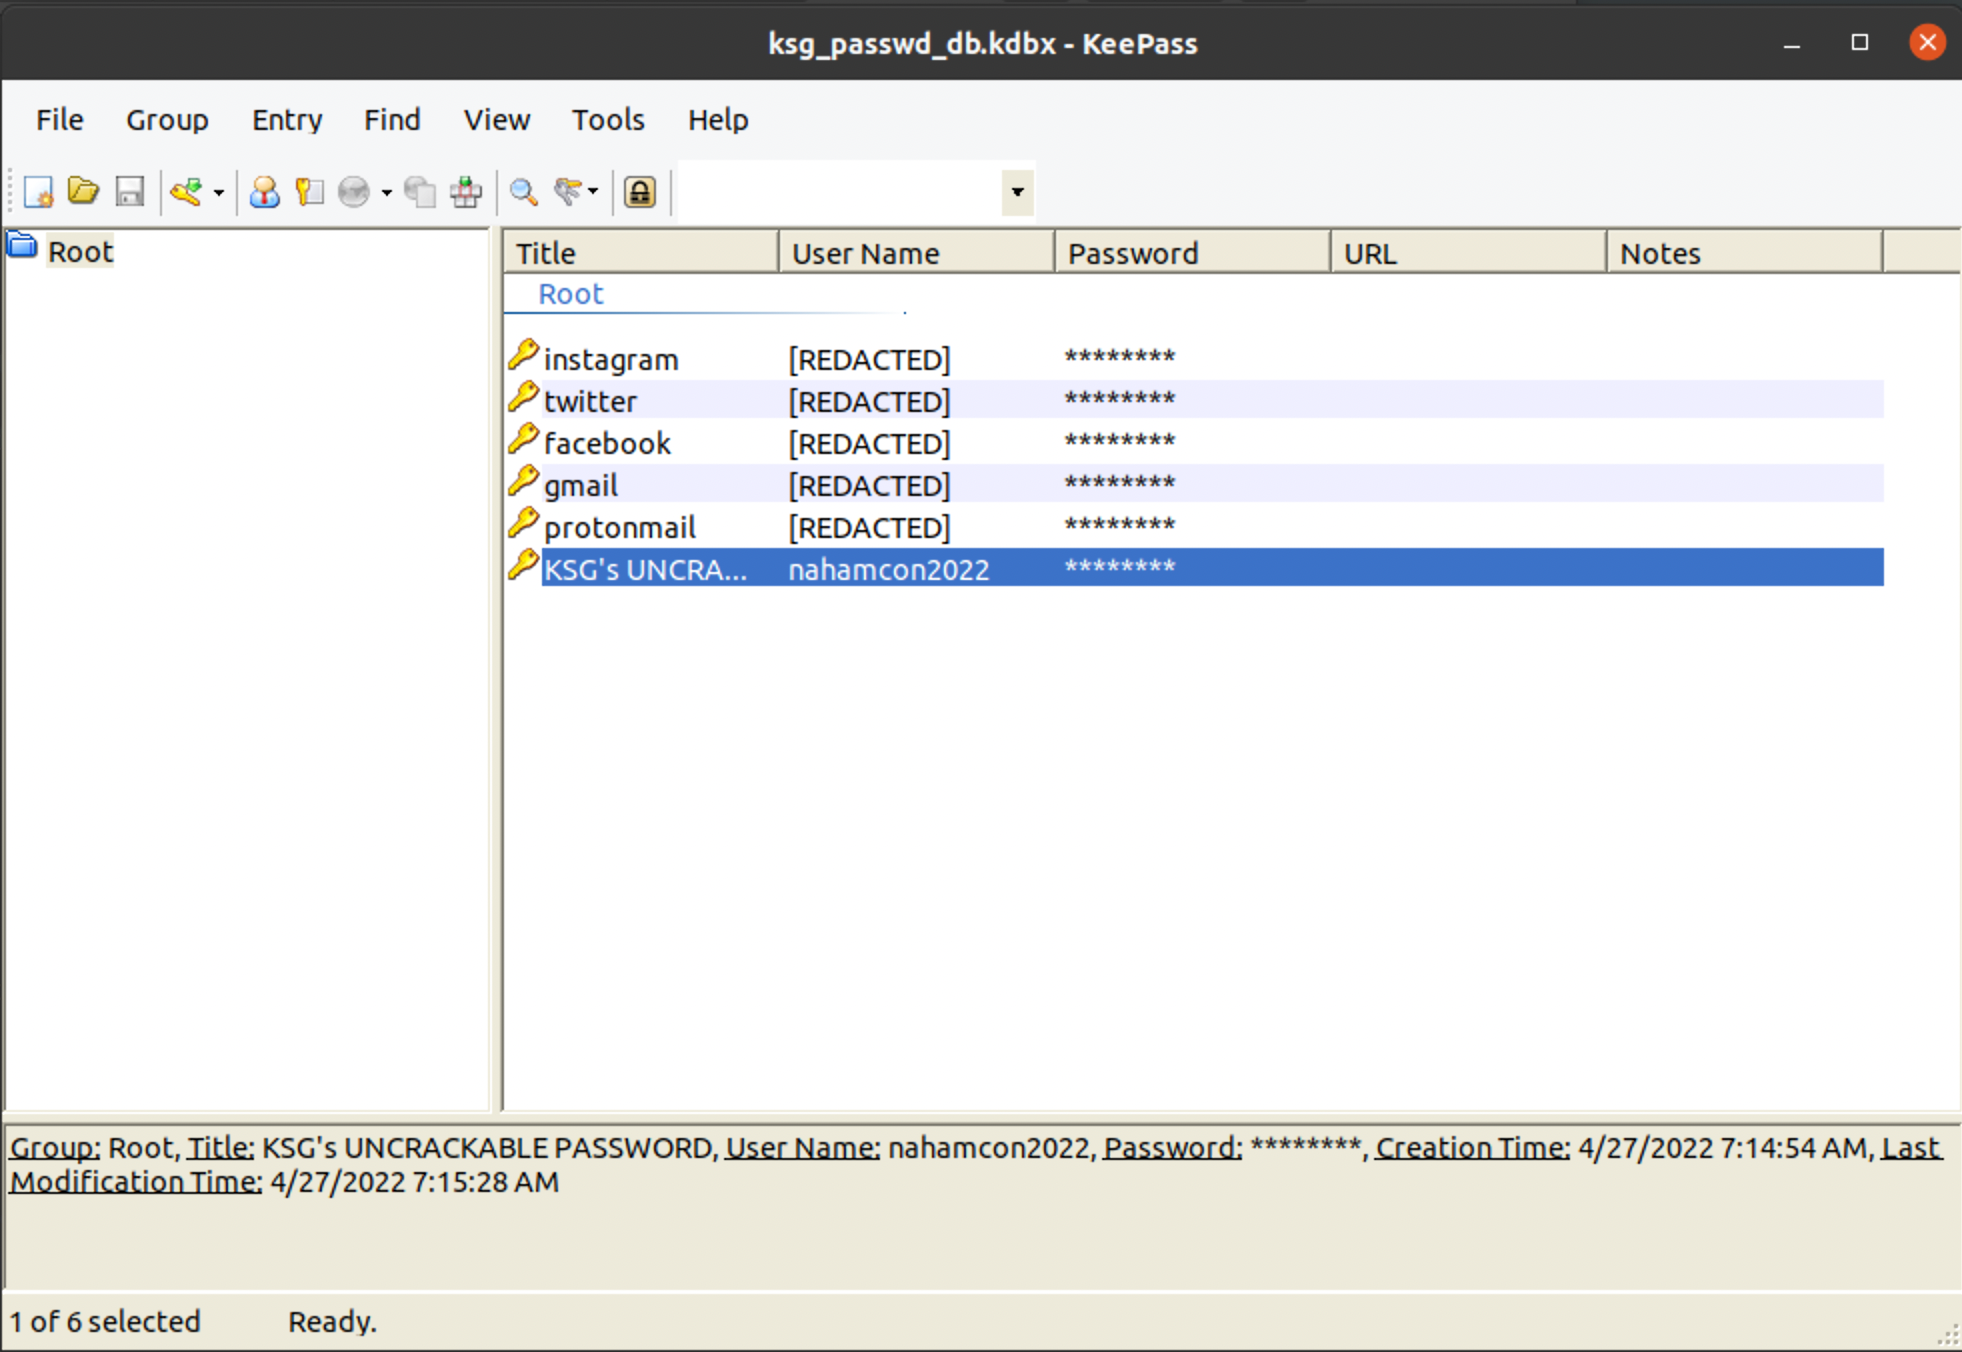 ksg_passwd_db.kdbx - KeePass
File Group Entry Find View Tools Help
Root
Title User Name Password URL Notes
Root
instagram [REDACTED] ********
twitter [REDACTED] ********
facebook [REDACTED] ********
gmail [REDACTED] ********
protonmail [REDACTED] ********
KSG's UNCRA... nahamcon2022 ********
Group: Root, Title: KSG's UNCRACKABLE PASSWORD, User Name: nahamcon2022, Password: ********, Creation Time: 4/27/2022 7:14:54 AM, Last
Modification Time: 4/27/2022 7:15:28 AM
1 of 6 selected Ready.